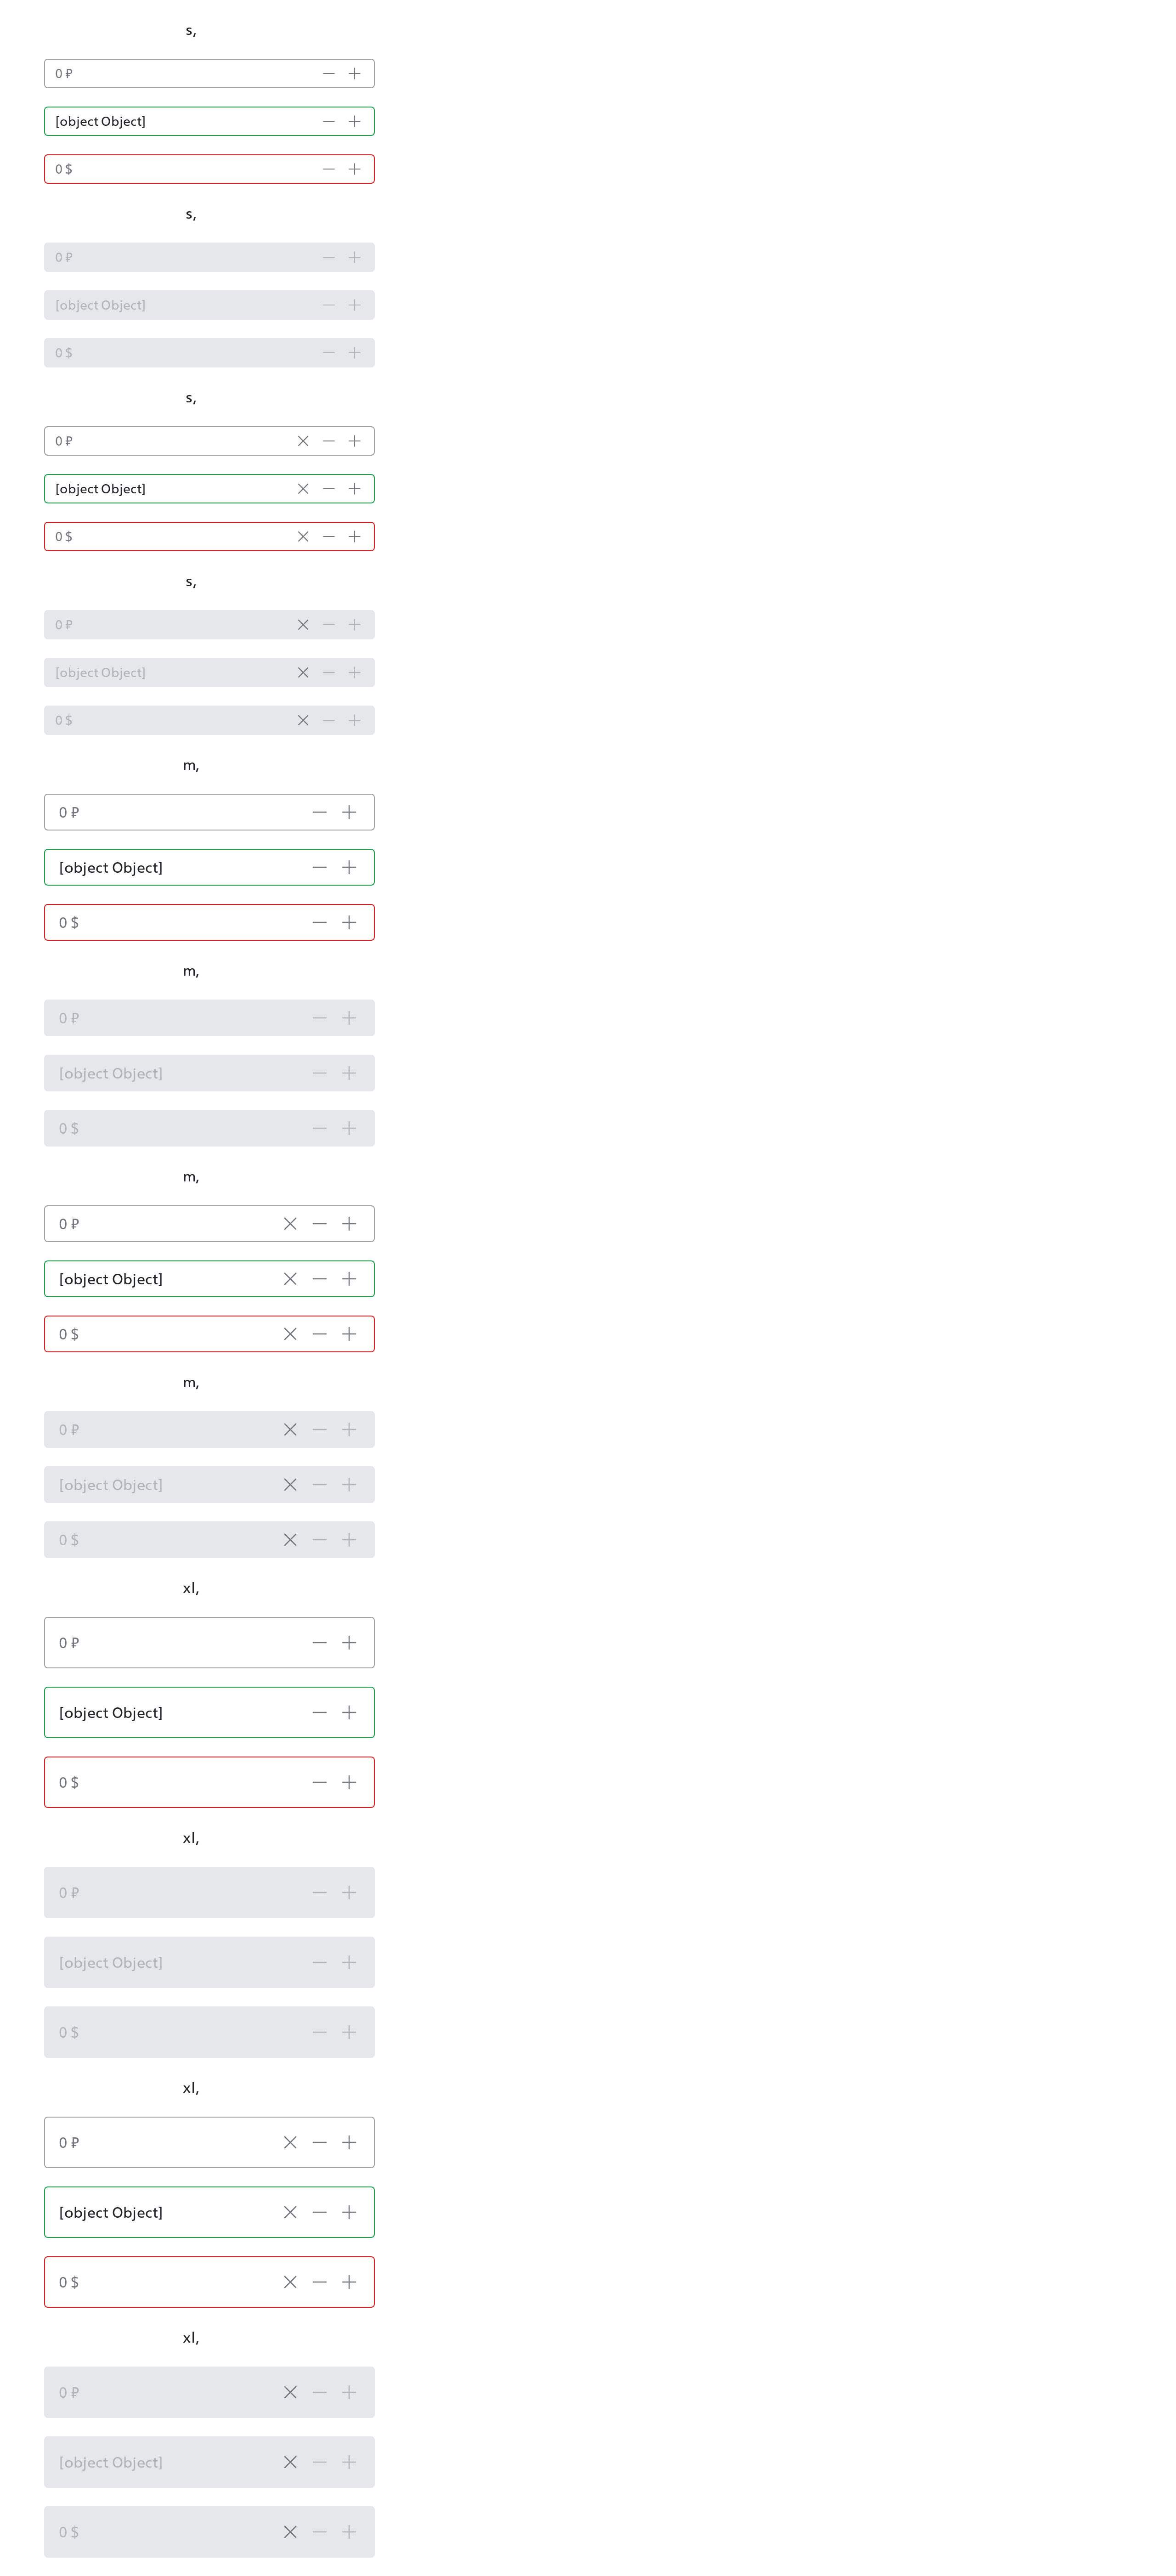 s,
0 ₽
[object Object]
0 $
s,
0 ₽
[object Object]
0 $
s,
0 ₽
[object Object]
0 $
s,
0 ₽
[object Object]
0 $
m,
0 ₽
[object Object]
0 $
m,
0 ₽
[object Object]
0 $
m,
0 ₽
[object Object]
0 $
m,
0 ₽
[object Object]
0 $
xl,
0 ₽
[object Object]
0 $
xl,
0 ₽
[object Object]
0 $
xl,
0 ₽
[object Object]
0 $
xl,
0 ₽
[object Object]
0 $